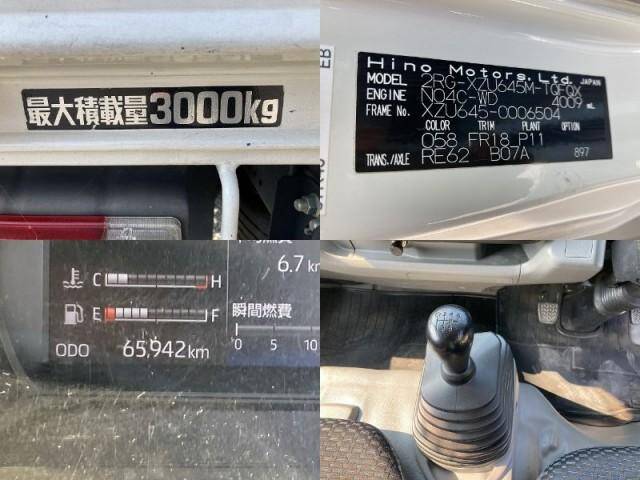 最大積載量3000kg
EB
Hino Motors,Ltd. JAPAN
MODEL 2RG-XZU645M-TQFQX
ENGINE N04C-WD 4009 mL
FRAME No. XZU645-0006504
COLOR TRIM PLANT OPTION
058 FR18 P11
TRANS./AXLE RE62 B07A 897
6.7 km
C H
E F
瞬間燃費
0 5 10
ODO 65,942km